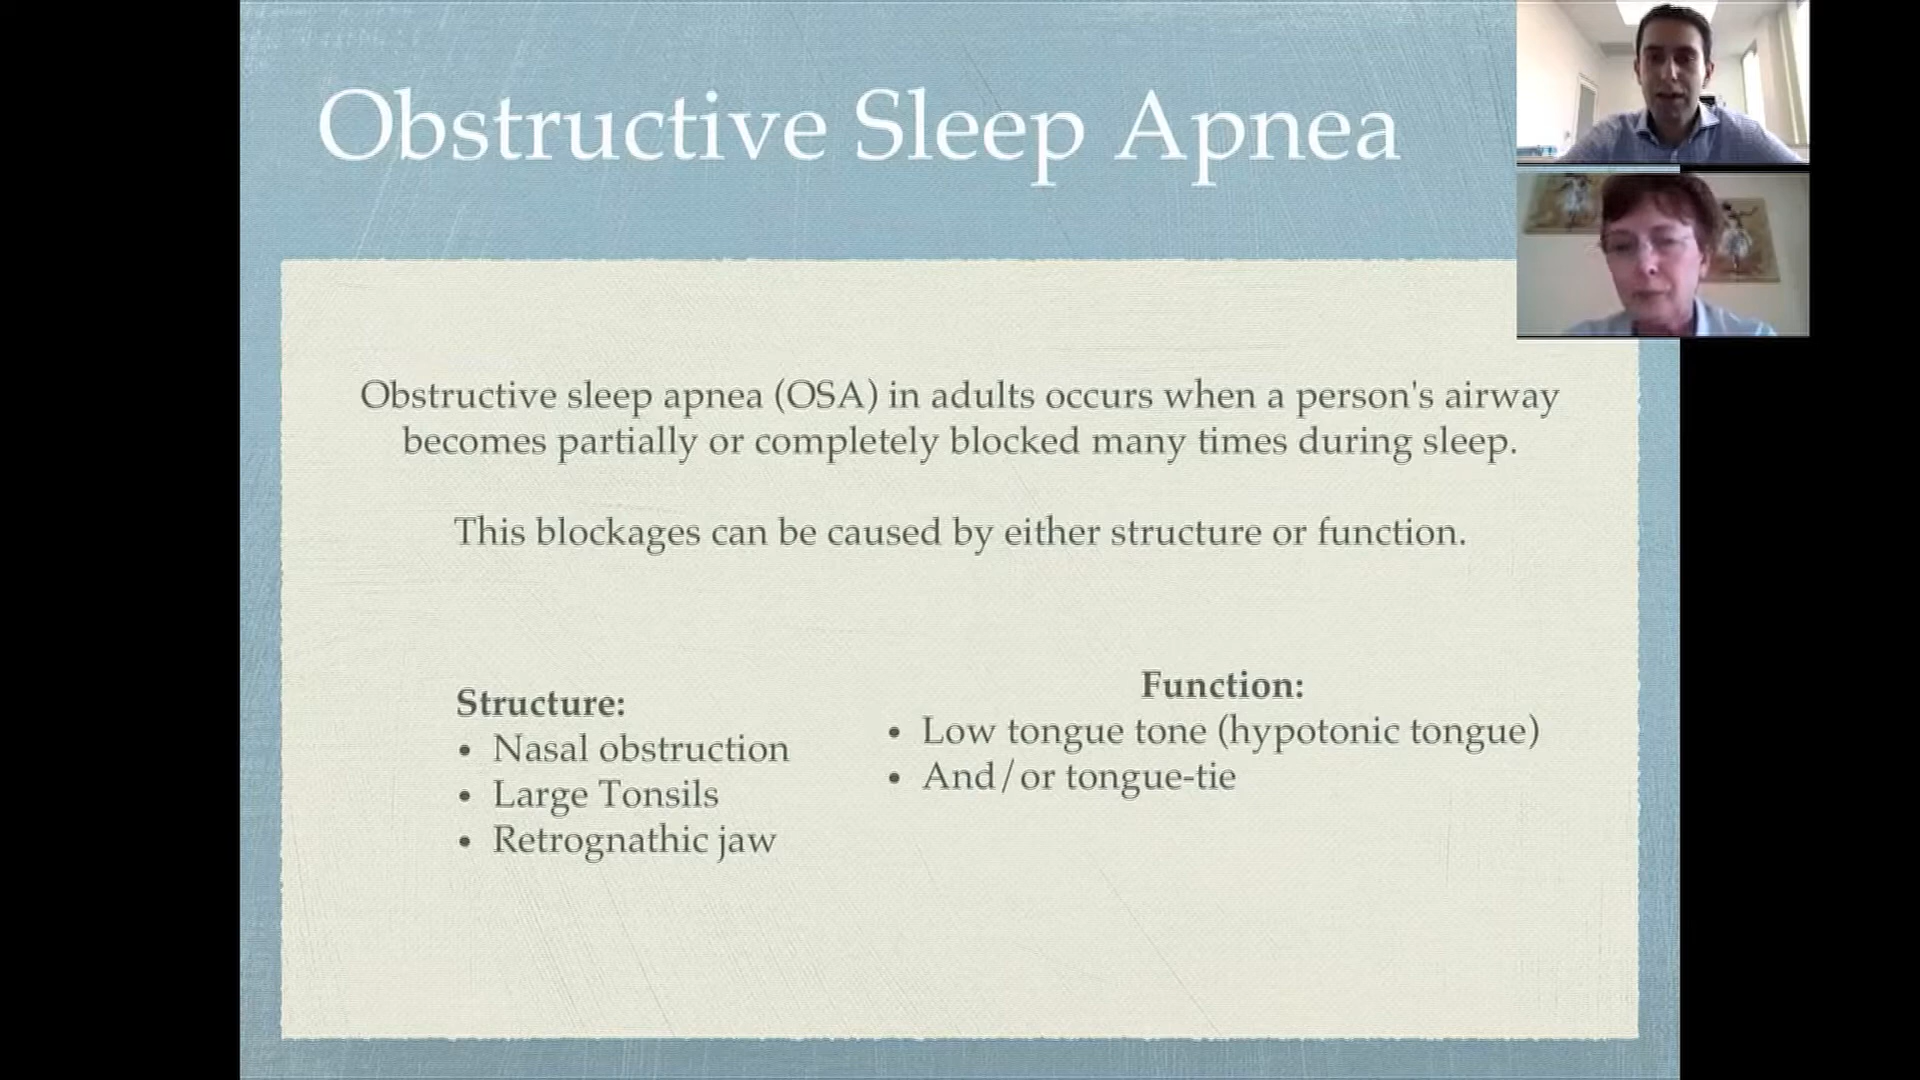 Obstructive Sleep Apnea
Obstructive sleep apnea (OSA) in adults occurs when a person's airway
becomes partially or completely blocked many times during sleep.
This blockages can be caused by either structure or function.
Structure:
• Nasal obstruction
• Large Tonsils
• Retrognathic jaw
Function:
• Low tongue tone (hypotonic tongue)
• And/or tongue-tie